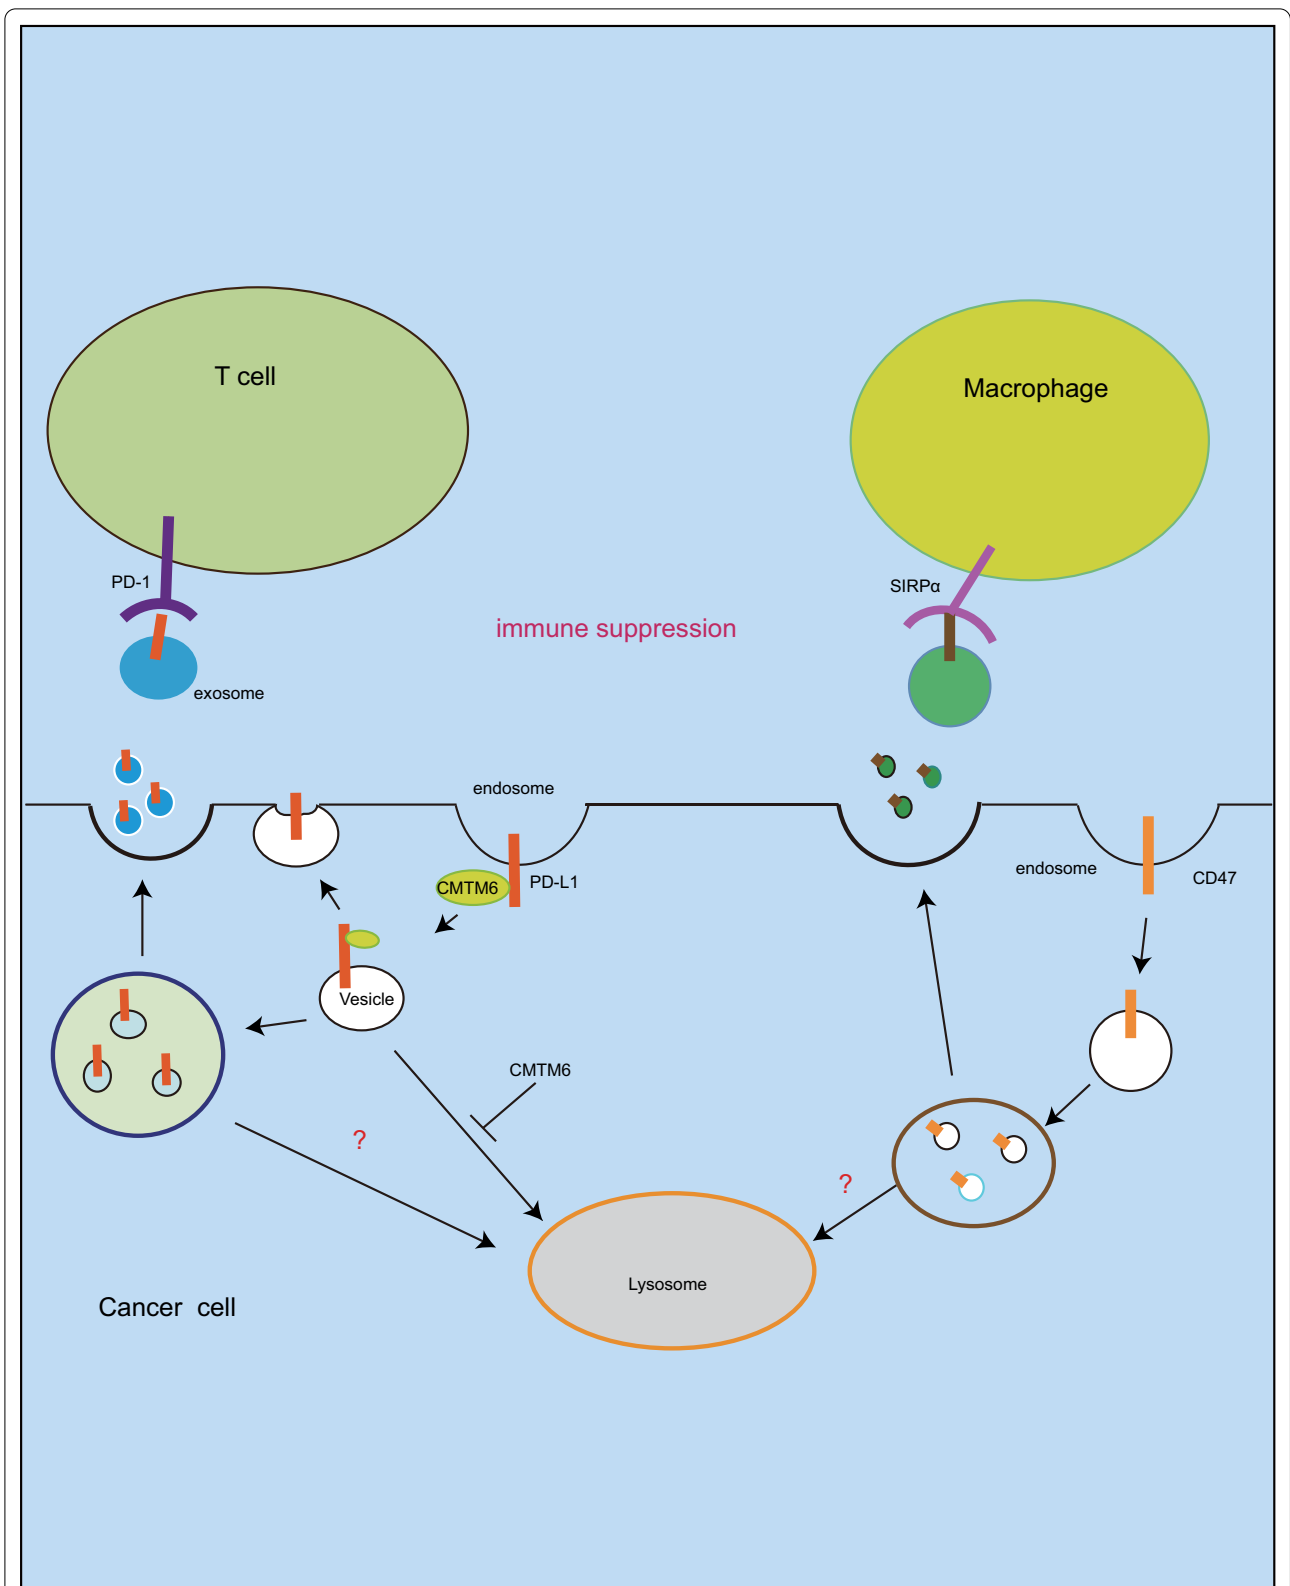 T cell
Macrophage
PD-1
SIRPα
immune suppression
exosome
endosome
endosome
CD47
CMTM6
PD-L1
Vesicle
CMTM6
?
?
Lysosome
Cancer cell